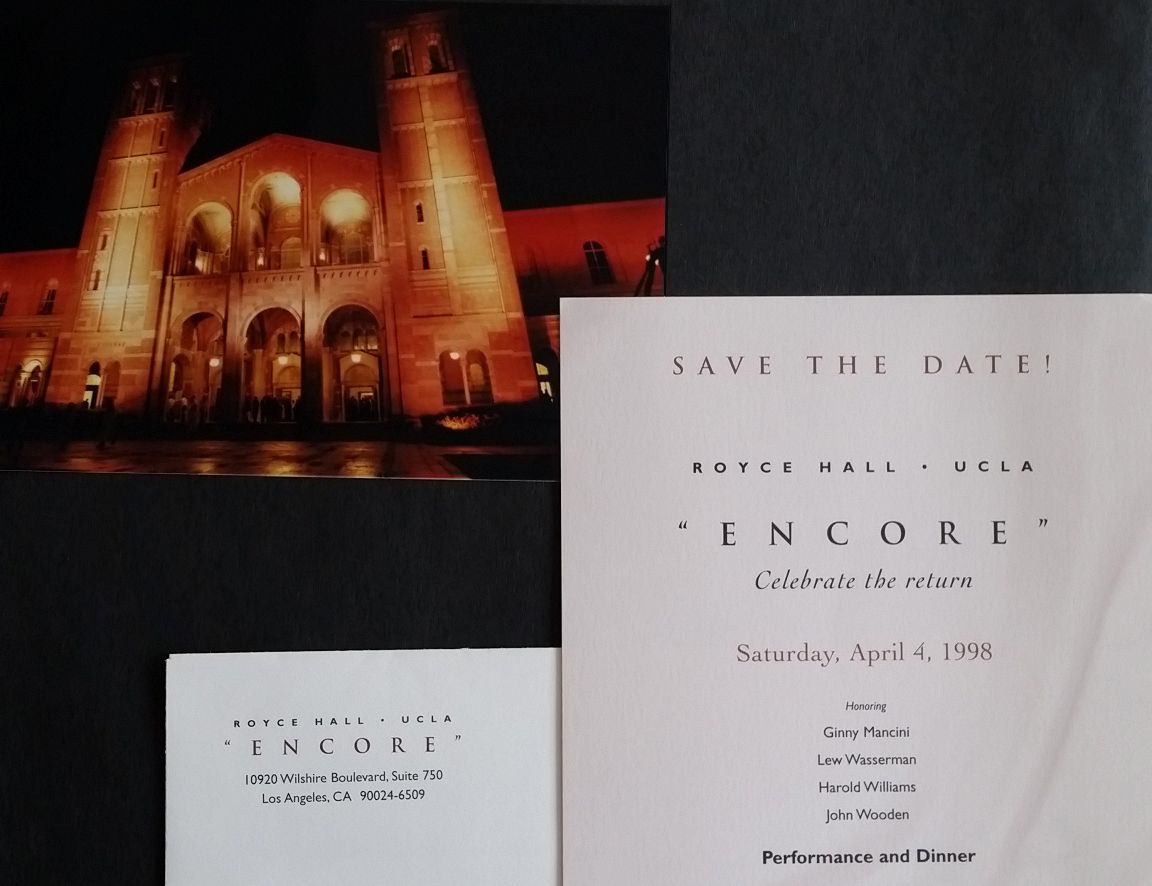 SAVE THE DATE!
ROYCE HALL • UCLA
“ENCORE”
Celebrate the return
Saturday, April 4, 1998
Honoring
Ginny Mancini
Lew Wasserman
Harold Williams
John Wooden
Performance and Dinner
ROYCE HALL • UCLA
“ENCORE”
10920 Wilshire Boulevard, Suite 750
Los Angeles, CA 90024-6509